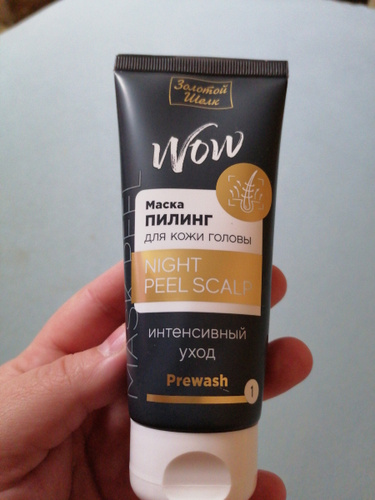 Золотой
Шелк
Wow
Маска
ПИЛИНГ
для кожи головы
NIGHT
PEEL SCALP
интенсивный
уход
Prewash
1